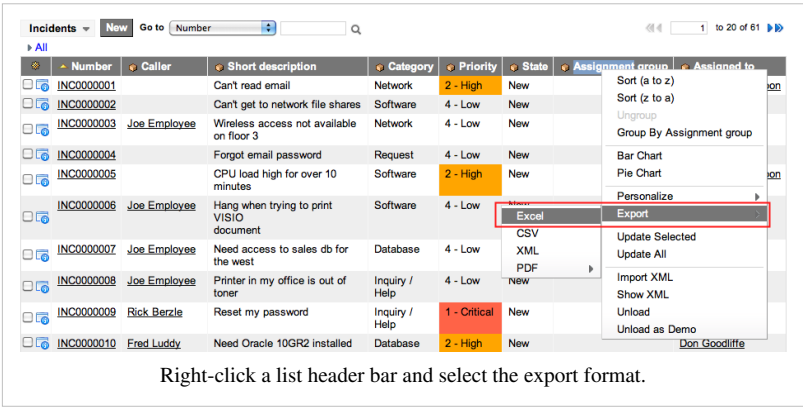 Incidents New Go to Number 1 to 20 of 61
All
Number Caller Short description Category Priority State Assignment group Assigned to
INC0000001 Can't read email Network 2 - High New
INC0000002 Can't get to network file shares Software 4 - Low New
INC0000003 Joe Employee Wireless access not available Network 4 - Low New
on floor 3
INC0000004 Forgot email password Request 4 - Low New
INC0000005 CPU load high for over 10 Software 2 - High New
minutes
INC0000006 Joe Employee Hang when trying to print Software 4 - Low New
VISIO
document
INC0000007 Joe Employee Need access to sales db for Database 4 - Low
the west
INC0000008 Joe Employee Printer in my office is out of Inquiry / 4 - Low New
toner Help
INC0000009 Rick Berzle Reset my password Inquiry / 1 - Critical New
Help
INC0000010 Fred Luddy Need Oracle 10GR2 installed Database 2 - High New Don Goodliffe
Sort (a to z)
Sort (z to a)
Ungroup
Group By Assignment group
Bar Chart
Pie Chart
Personalize
Export
Update Selected
Update All
Import XML
Show XML
Unload
Unload as Demo
Excel
CSV
XML
PDF
Right-click a list header bar and select the export format.